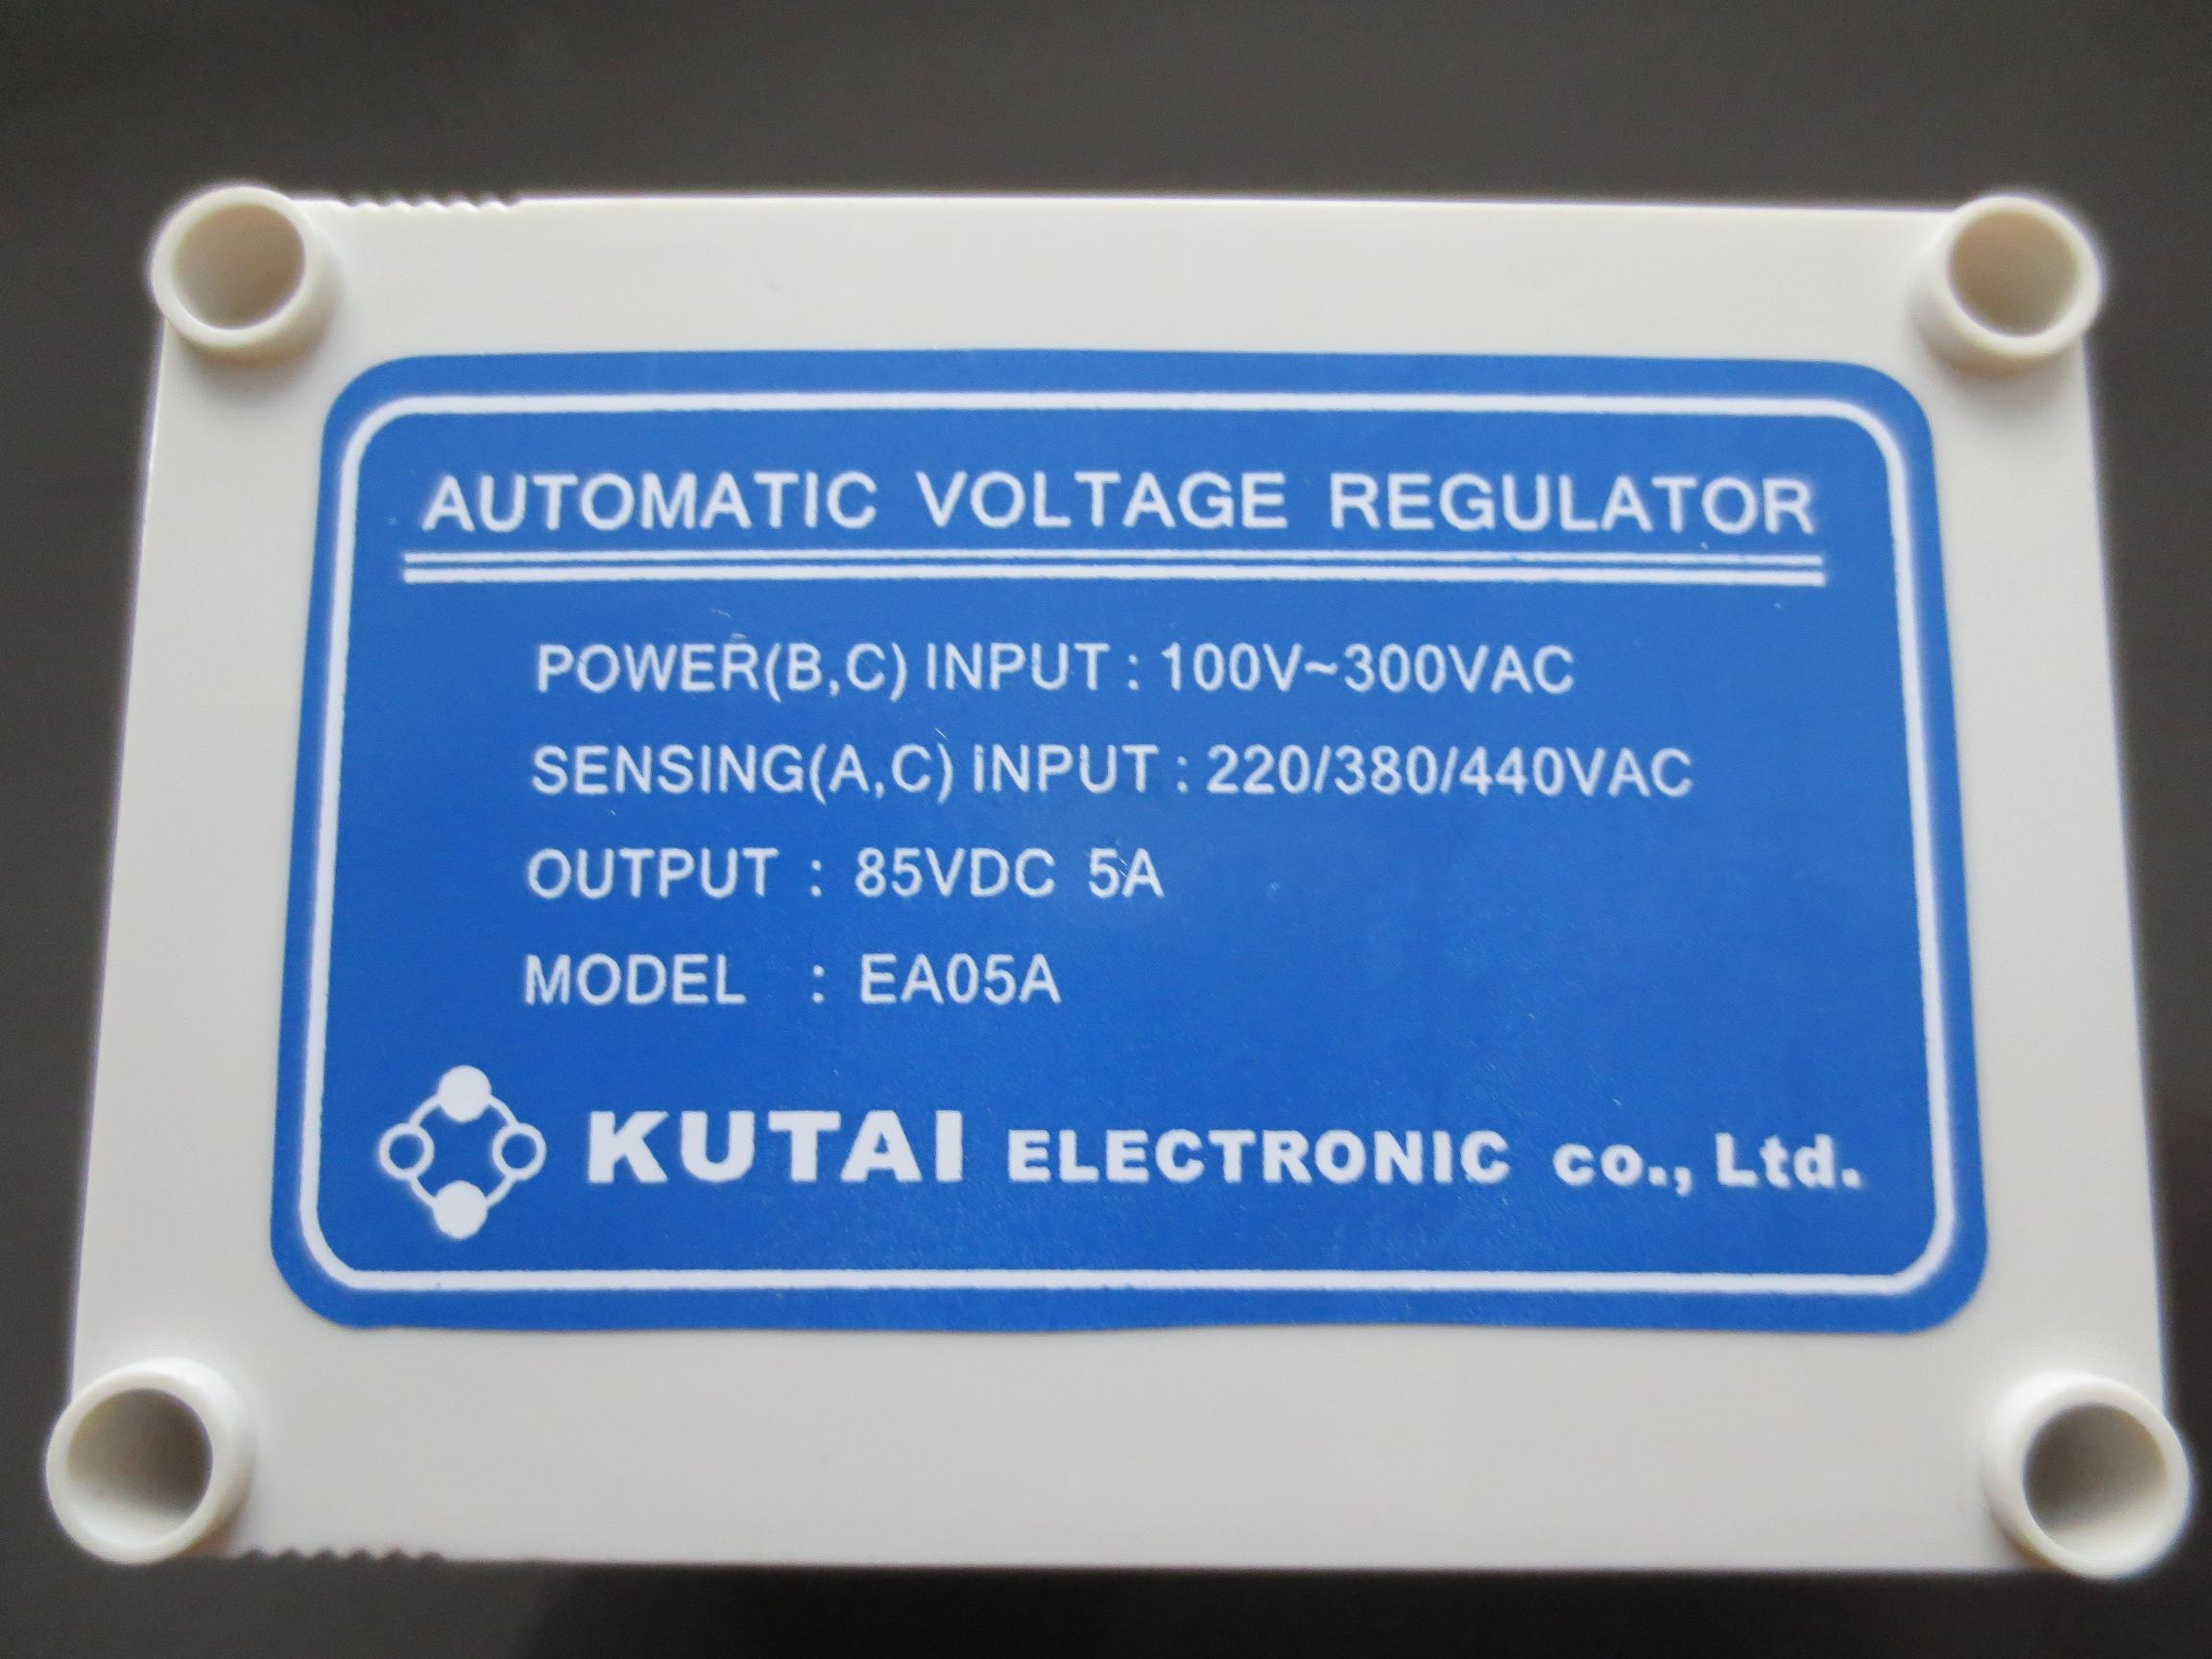 AUTOMATIC VOLTAGE REGULATOR
POWER(B,C) INPUT : 100V~300VAC
SENSING(A,C) INPUT : 220/380/440VAC
OUTPUT : 85VDC 5A
MODEL : EA05A
KUTAI ELECTRONIC co., Ltd.